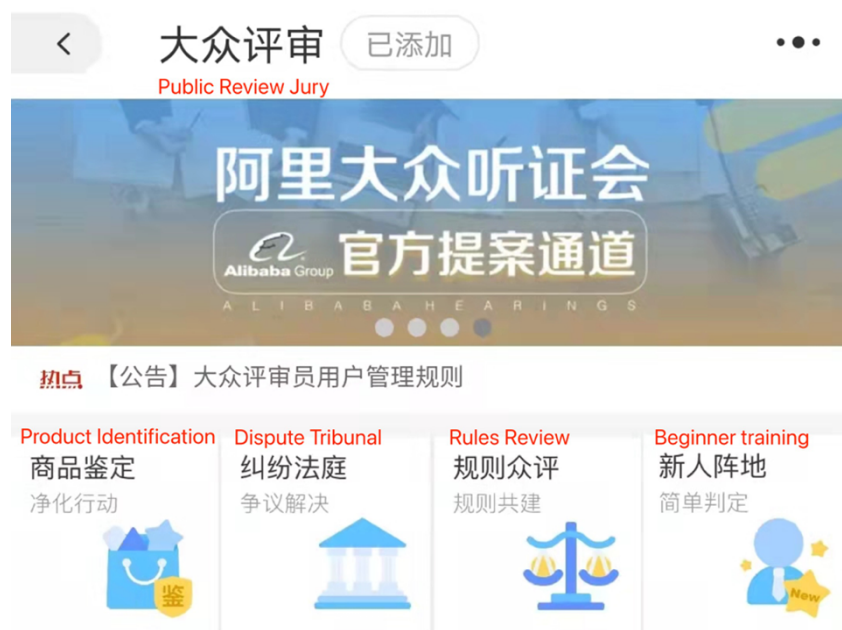 大众评审 已添加
Public Review Jury
阿里大众听证会
Alibaba Group 官方提案通道
ALIBABAHEARINGS
热点 【公告】大众评审员用户管理规则
Product Identification Dispute Tribunal Rules Review Beginner training
商品鉴定 纠纷法庭 规则众评 新人阵地
净化行动 争议解决 规则共建 简单判定
鉴 New